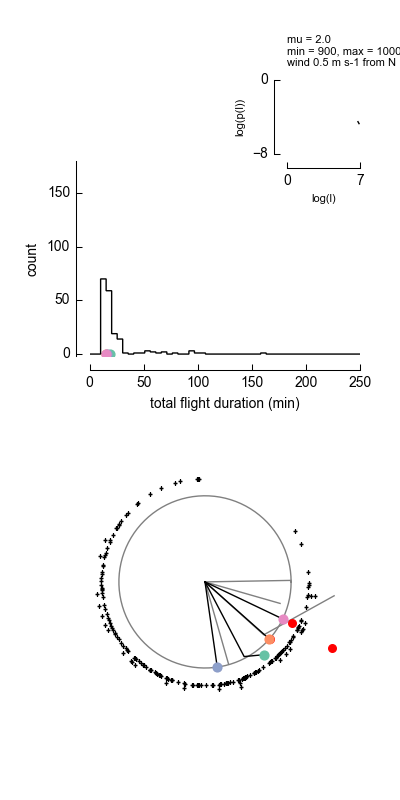 mu = 2.0
min = 900, max = 1000
wind 0.5 m s-1 from N
0
log(p(l))
−8
0 7
log(l)
150
count
100
50
0
0 50 100 150 200 250
total flight duration (min)